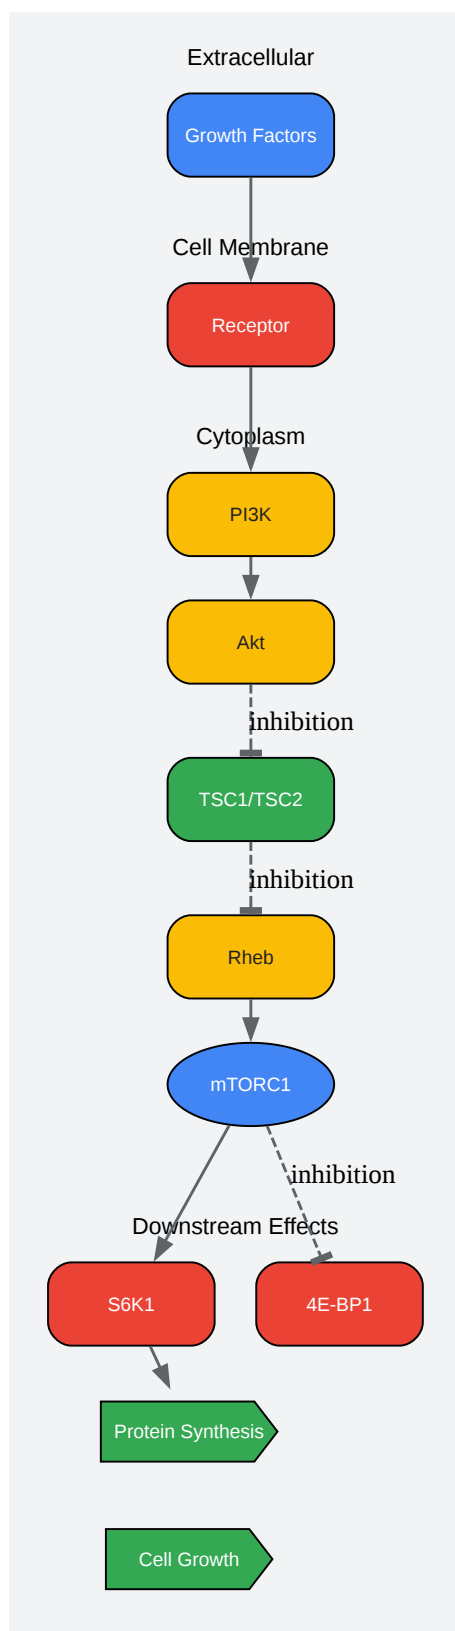 Extracellular
Growth Factors
Cell Membrane
Receptor
Cytoplasm
PI3K
Akt
inhibition
TSC1/TSC2
inhibition
Rheb
mTORC1
inhibition
Downstream Effects
S6K1
4E-BP1
Protein Synthesis
Cell Growth